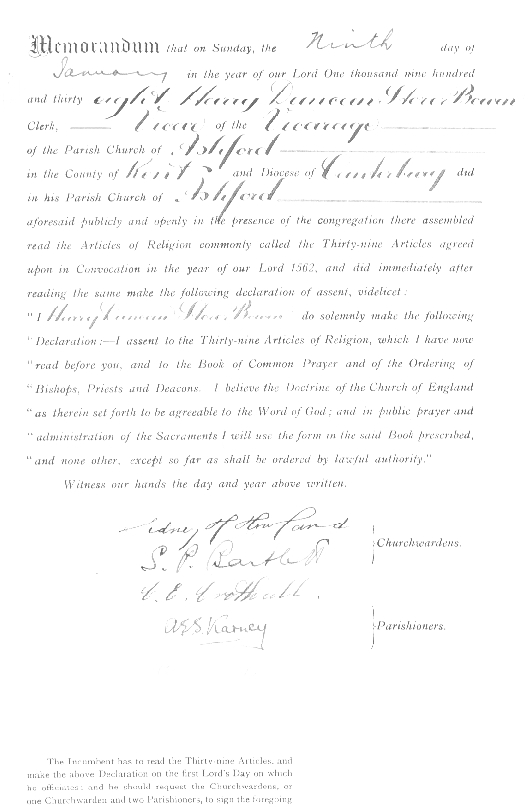 Memorandum that on Sunday, the Ninth day of
January in the year of our Lord One thousand nine hundred
and thirty eight Harry Duncan Store Bowen
Clerk, Vicar of the Vicarage
of the Parish Church of Ashford
in the County of Kent and Diocese of Canterbury did
in his Parish Church of Ashford
aforesaid publicly and openly in the presence of the congregation there assembled
read the Articles of Religion commonly called the Thirty-nine Articles agreed
upon in Convocation in the year of our Lord 1562, and did immediately after
reading the same make the following declaration of assent, videlicet:
"I Harry Duncan Store Bowen do solemnly make the following
"Declaration:—I assent to the Thirty-nine Articles of Religion, which I have now
"read before you, and to the Book of Common Prayer and of the Ordering of
"Bishops, Priests and Deacons. I believe the Doctrine of the Church of England
"as therein set forth to be agreeable to the Word of God; and in public prayer and
"administration of the Sacraments I will use the form in the said Book prescribed,
"and none other, except so far as shall be ordered by lawful authority."
Witness our hands the day and year above written.
Sidney H
S. P. Bartlett
Churchwardens.
C. E.
A.S.S. Karney
Parishioners.
The Incumbent has to read the Thirty-nine Articles, and
make the above Declaration on the first Lord's Day on which
he officiates; and he should request the Churchwardens, or
one Churchwarden and two Parishioners, to sign the foregoing